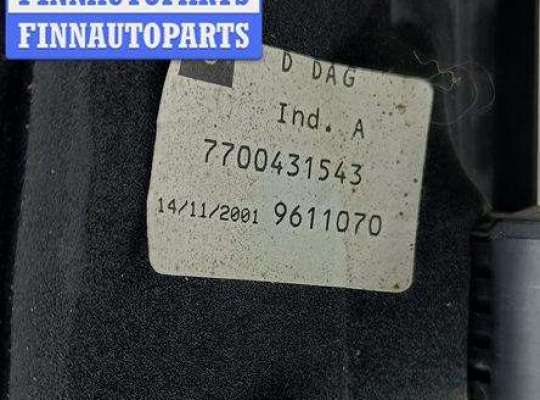 FINNAUTOPARTS
FINNAUTOPARTS
D DAG
Ind. A
7700431543
14/11/2001 9611070